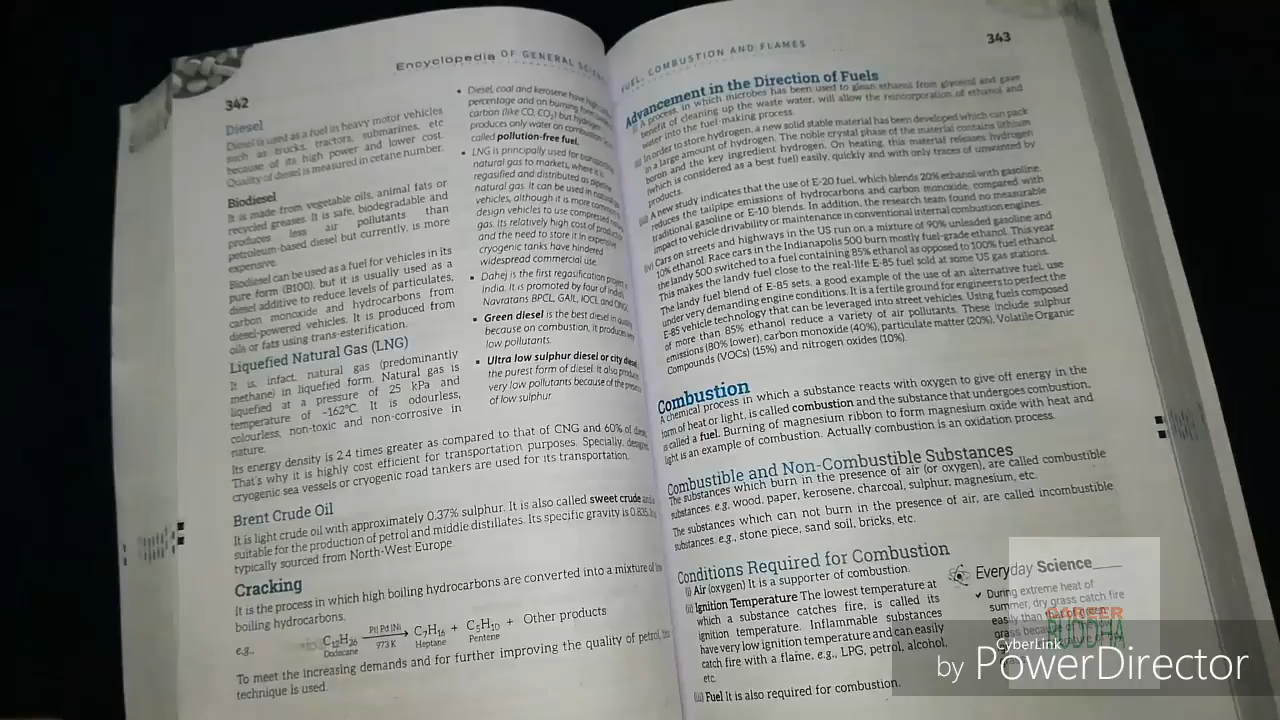 342
Encyclopedia OF GENERAL SCIEN
Diesel
Diesel is used as a fuel in heavy motor vehicles
such as trucks, tractors, submarines, etc
because of its high power and lower cost.
Quality of diesel is measured in cetane number.
Biodiesel
It is made from vegetable oils, animal fats or
recycled greases. It is safe, biodegradable and
produces less air pollutants than
petroleum-based diesel but currently, is more
expensive.
Biodiesel can be used as a fuel for vehicles in its
pure form (B100), but it is usually used as a
diesel additive to reduce levels of particulates,
carbon monoxide and hydrocarbons from
diesel-powered vehicles. It is produced from
oils or fats using trans-esterification.
Liquefied Natural Gas (LNG)
It is, infact, natural gas (predominantly
methane) in liquefied form. Natural gas is
liquefied at a pressure of 25 kPa and
temperature of -162°C. It is odourless,
colourless, non-toxic and non-corrosive in
nature.
• Diesel, coal and kerosene have high
percentage and on burning form
carbon (like CO, CO2) but hydrogen
produces only water on combustion
called pollution-free fuel.
• LNG is principally used for transporting
natural gas to markets, where it is
regasified and distributed as pipeline
natural gas. It can be used in natural
vehicles, although it is more common
design vehicles to use compressed
gas. Its relatively high cost of production
and the need to store it in expensive
cryogenic tanks have hindered
widespread commercial use.
• Dahej is the first regasification project
India. It is promoted by four of India
Navratans BPCL, GAIL, IOCL and ONGC
• Green diesel is the best diesel in quality
because on combustion, it produces very
low pollutants.
• Ultra low sulphur diesel or city diesel
the purest form of diesel. It also produces
very low pollutants because of the presence
of low sulphur
Its energy density is 2.4 times greater as compared to that of CNG and 60% of diesel.
That's why it is highly cost efficient for transportation purposes. Specially, designed
cryogenic sea vessels or cryogenic road tankers are used for its transportation.
Brent Crude Oil
It is light crude oil with approximately 0.37% sulphur. It is also called sweet crude and
suitable for the production of petrol and middle distillates. Its specific gravity is 0.835.
typically sourced from North-West Europe
Cracking
It is the process in which high boiling hydrocarbons are converted into a mixture of low
boiling hydrocarbons.
e.g., C12H26 Pt| Pd |Ni → 973 K C7H16 + C5H10 + Other products
Dodecane Heptane Pentene
To meet the increasing demands and for further improving the quality of petrol, this
technique is used.
FUEL, COMBUSTION AND FLAMES
343
Advancement in the Direction of Fuels
(i) A process, in which microbes has been used to glean ethanol from glycerol and gave
benefit of cleaning up the waste water, will allow the reincorporation of ethanol and
water into the fuel-making process.
(ii) In order to store hydrogen, a new solid stable material has been developed which can pack
in a large amount of hydrogen. The noble crystal phase of the material contains lithium
boron and the key ingredient hydrogen. On heating, this material releases hydrogen
(which is considered as a best fuel) easily, quickly and with only traces of unwanted by
products.
(iii) A new study indicates that the use of E-20 fuel, which blends 20% ethanol with gasoline,
reduces the tailpipe emissions of hydrocarbons and carbon monoxide, compared with
traditional gasoline or E-10 blends. In addition, the research team found no measurable
impact to vehicle drivability or maintenance in conventional internal combustion engines.
(iv) Cars on streets and highways in the US run on a mixture of 90% unleaded gasoline and
10% ethanol. Race cars in the Indianapolis 500 burn mostly fuel-grade ethanol. This year
the landy 500 switched to a fuel containing 85% ethanol as opposed to 100% fuel ethanol.
This makes the landy fuel close to the real-life E-85 fuel sold at some US gas stations.
The landy fuel blend of E-85 sets, a good example of the use of an alternative fuel, use
under very demanding engine conditions. It is a fertile ground for engineers to perfect the
E-85 vehicle technology that can be leveraged into street vehicles. Using fuels composed
of more than 85% ethanol reduce a variety of air pollutants. These include sulphur
emissions (80% lower), carbon monoxide (40%), particulate matter (20%), Volatile Organic
Compounds (VOCs) (15%) and nitrogen oxides (10%).
Combustion
A chemical process in which a substance reacts with oxygen to give off energy in the
form of heat or light, is called combustion and the substance that undergoes combustion,
is called a fuel. Burning of magnesium ribbon to form magnesium oxide with heat and
light is an example of combustion. Actually combustion is an oxidation process.
Combustible and Non-Combustible Substances
The substances which burn in the presence of air (or oxygen), are called combustible
substances. e.g, wood, paper, kerosene, charcoal, sulphur, magnesium, etc.
The substances which can not burn in the presence of air, are called incombustible
substances. e.g., stone piece, sand soil, bricks, etc.
Conditions Required for Combustion
(i) Air (oxygen) It is a supporter of combustion.
(ii) Ignition Temperature The lowest temperature at
which a substance catches fire, is called its
ignition temperature. Inflammable substances
have very low ignition temperature and can easily
catch fire with a flame. e.g., LPG, petrol, alcohol,
etc.
(iii) Fuel It is also required for combustion.
Everyday Science
✓ During extreme heat of
summer, dry grass catch fire
easily than that of green
grass
CAREER
BUDDHA
CyberLink
by PowerDirector